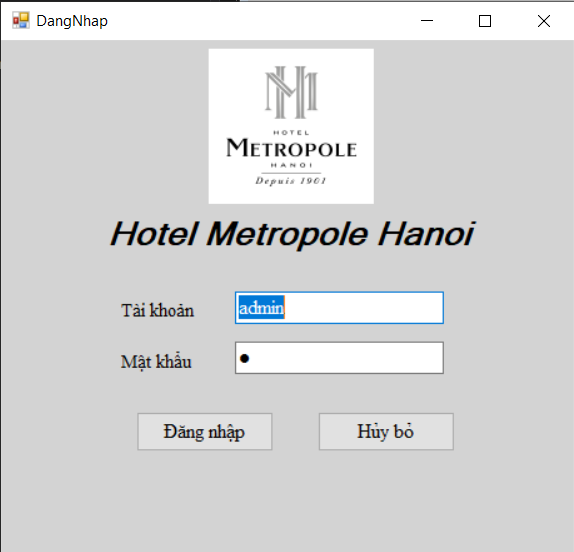 DangNhap
HOTEL
METROPOLE
HANOI
Depuis 1901
Hotel Metropole Hanoi
Tài khoản
admin
Mật khẩu
Đăng nhập
Hủy bỏ